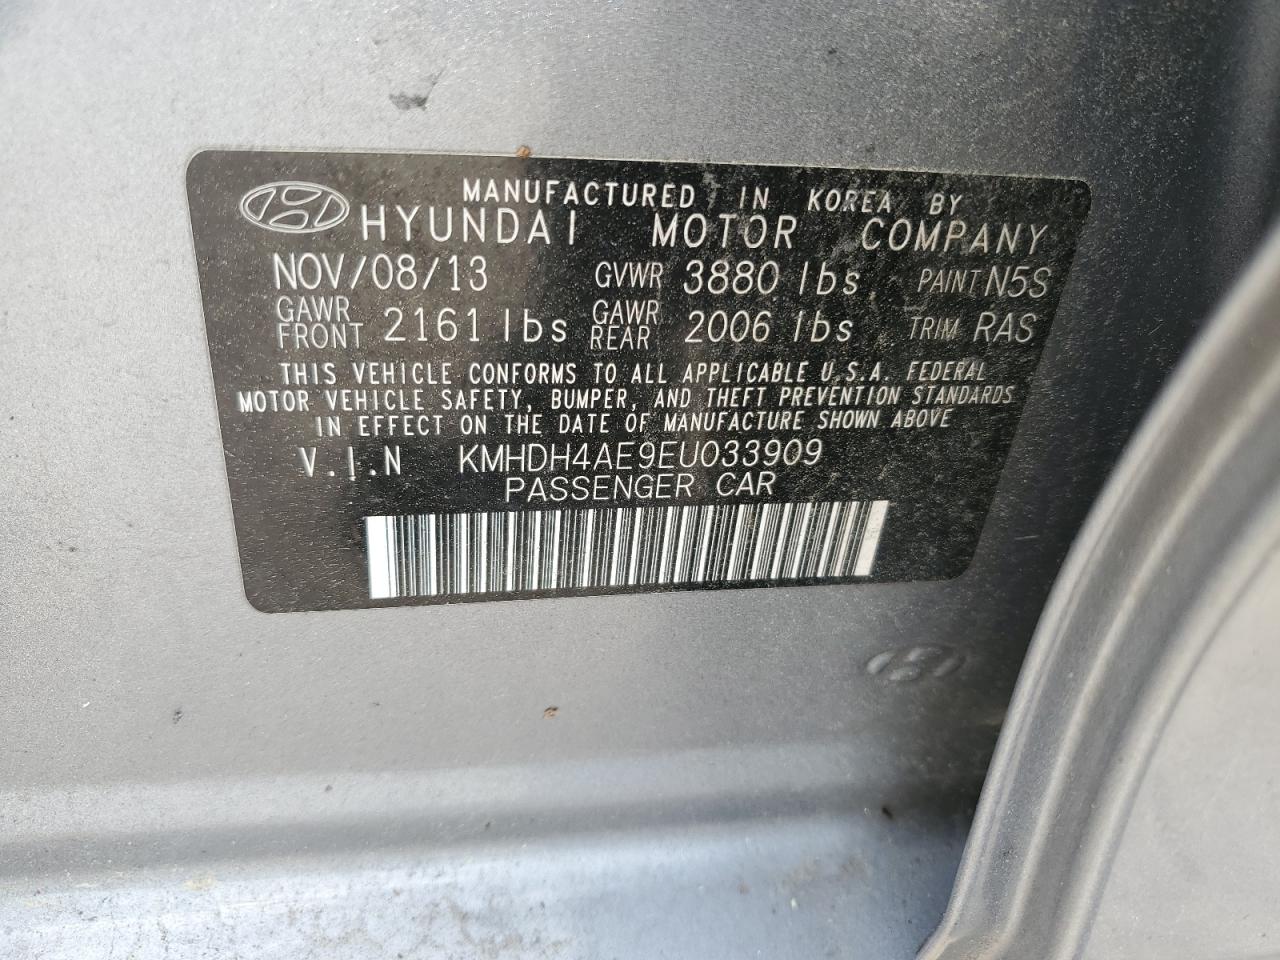 MANUFACTURED IN KOREA BY
HYUNDAI MOTOR COMPANY
NOV/08/13 GVWR 3880 lbs PAINT N5S
GAWR FRONT 2161 lbs GAWR REAR 2006 lbs TRIM RAS
THIS VEHICLE CONFORMS TO ALL APPLICABLE U.S.A. FEDERAL
MOTOR VEHICLE SAFETY, BUMPER, AND THEFT PREVENTION STANDARDS
IN EFFECT ON THE DATE OF MANUFACTURE SHOWN ABOVE
V.I.N KMHDH4AE9EU033909
PASSENGER CAR